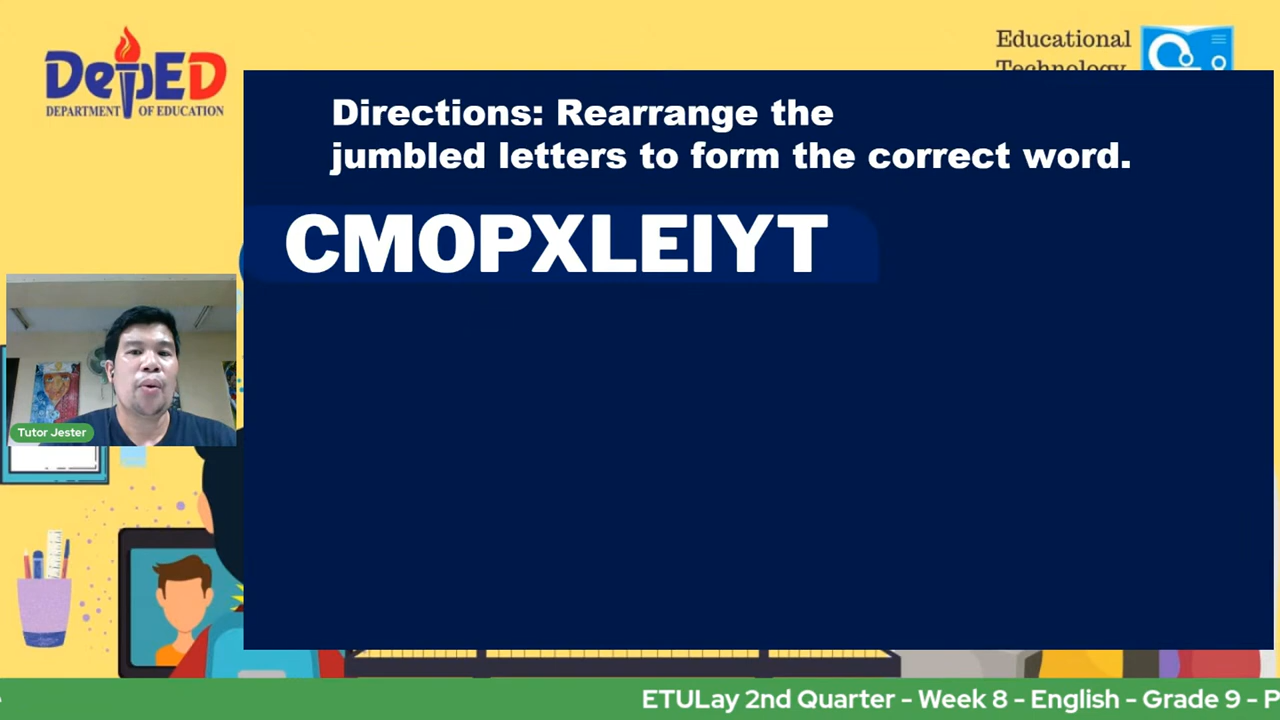 DepED
DEPARTMENT OF EDUCATION
Educational
Technology
Directions: Rearrange the
jumbled letters to form the correct word.
CMOPXLEIYT
Tutor Jester
ETULay 2nd Quarter - Week 8 - English - Grade 9 - P